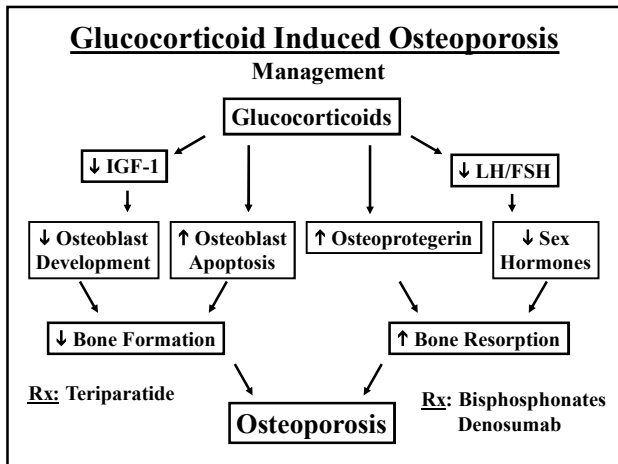 Glucocorticoid Induced Osteoporosis
Management
Glucocorticoids
↓ IGF-1
↓ LH/FSH
↓ Osteoblast
Development
↑ Osteoblast
Apoptosis
↑ Osteoprotegerin
↓ Sex
Hormones
↓ Bone Formation
↑ Bone Resorption
Rx: Teriparatide
Rx: Bisphosphonates
Denosumab
Osteoporosis